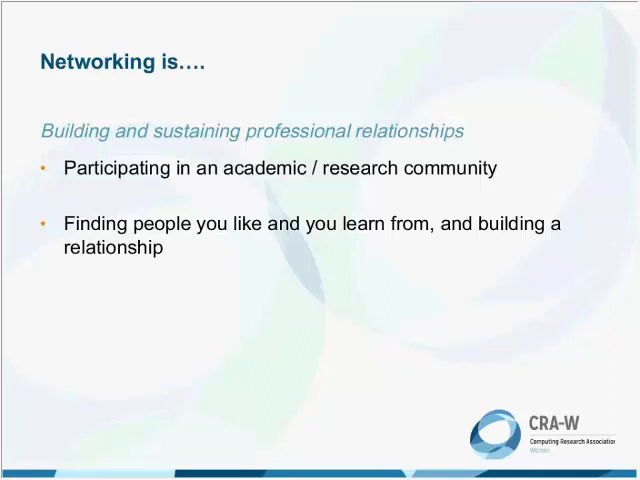 Networking is….
Building and sustaining professional relationships
• Participating in an academic / research community
• Finding people you like and you learn from, and building a
relationship
CRA-W
Computing Research Association
Women